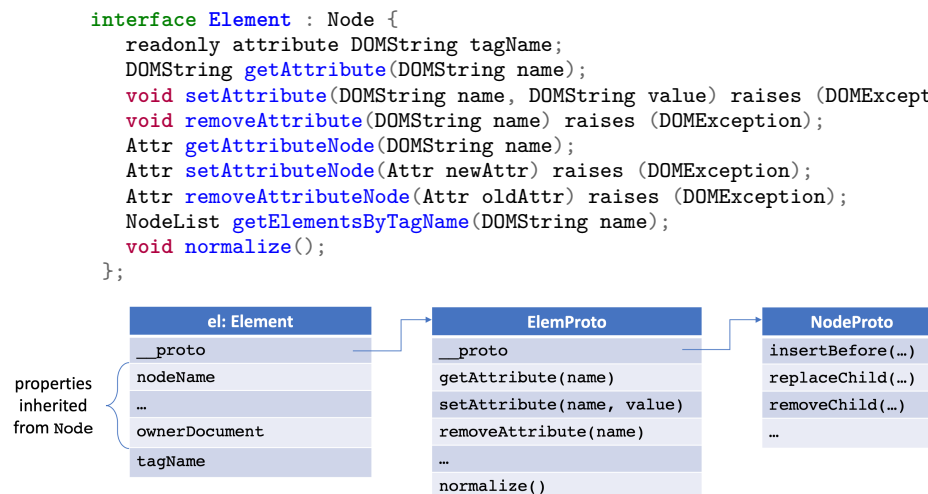 interface Element : Node {
readonly attribute DOMString tagName;
DOMString getAttribute(DOMString name);
void setAttribute(DOMString name, DOMString value) raises (DOMExcept
void removeAttribute(DOMString name) raises (DOMException);
Attr getAttributeNode(DOMString name);
Attr setAttributeNode(Attr newAttr) raises (DOMException);
Attr removeAttributeNode(Attr oldAttr) raises (DOMException);
NodeList getElementsByTagName(DOMString name);
void normalize();
};
properties
inherited
from Node
el: Element
__proto
nodeName
…
ownerDocument
tagName
ElemProto
__proto
getAttribute(name)
setAttribute(name, value)
removeAttribute(name)
…
normalize()
NodeProto
insertBefore(…)
replaceChild(…)
removeChild(…)
…